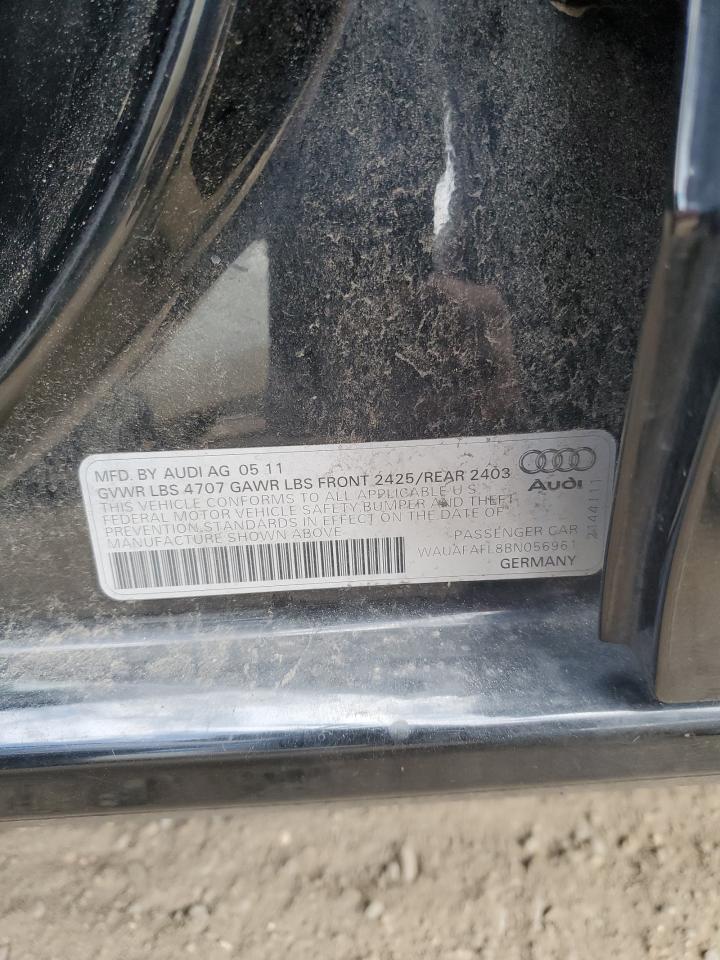 MFD. BY AUDI AG 05 11
GVWR LBS 4707 GAWR LBS FRONT 2425/REAR 2403
THIS VEHICLE CONFORMS TO ALL APPLICABLE U S
FEDERAL MOTOR VEHICLE SAFETY BUMPER AND THEFT
PREVENTION STANDARDS IN EFFECT ON THE DATE OF
MANUFACTURE SHOWN ABOVE
Audi
PASSENGER CAR
WAUAFAFL8BN056961
GERMANY
2144111